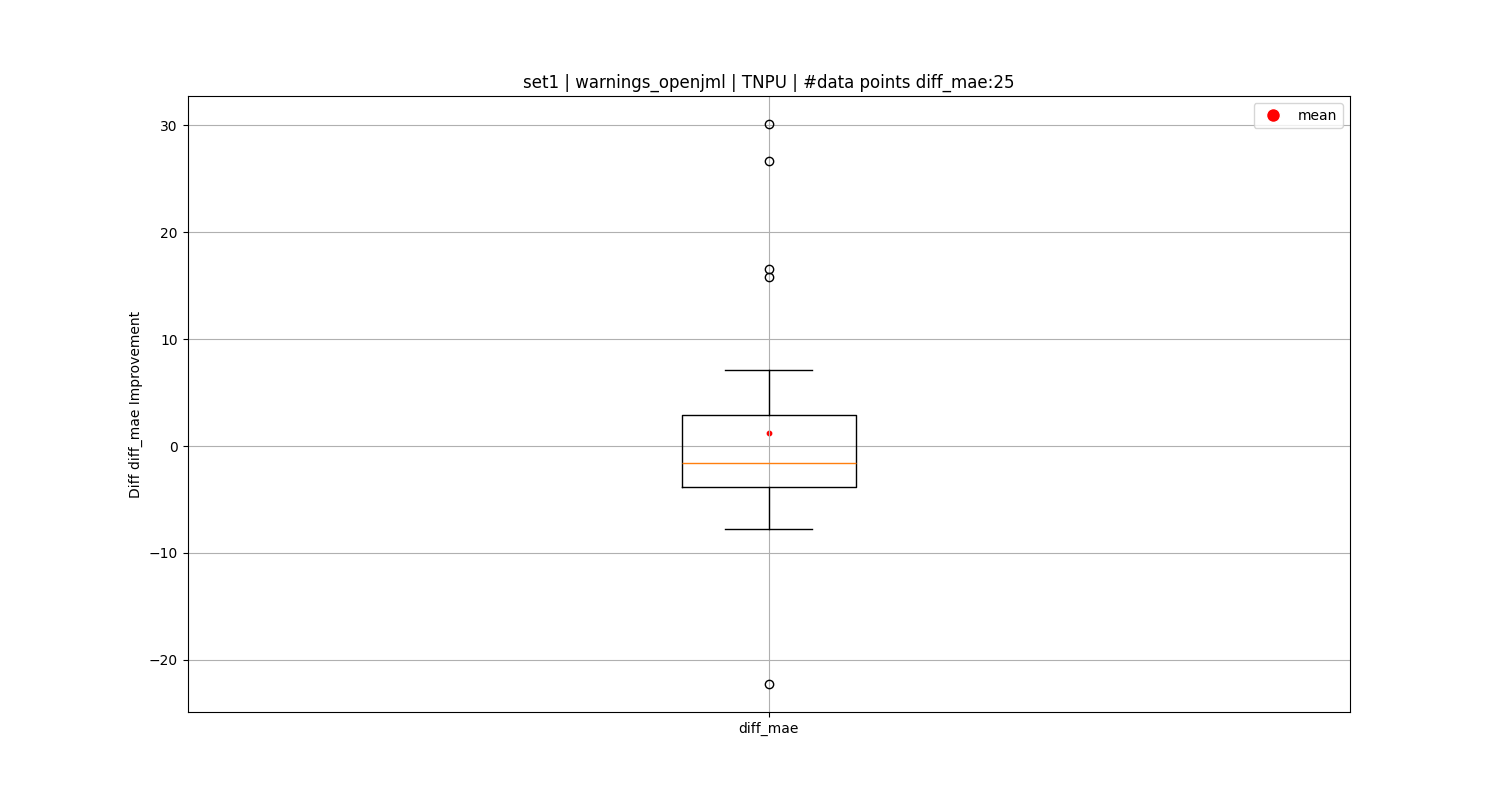 set1 | warnings_openjml | TNPU | #data points diff_mae:25
mean
30
20
10
0
−10
−20
Diff diff_mae Improvement
diff_mae